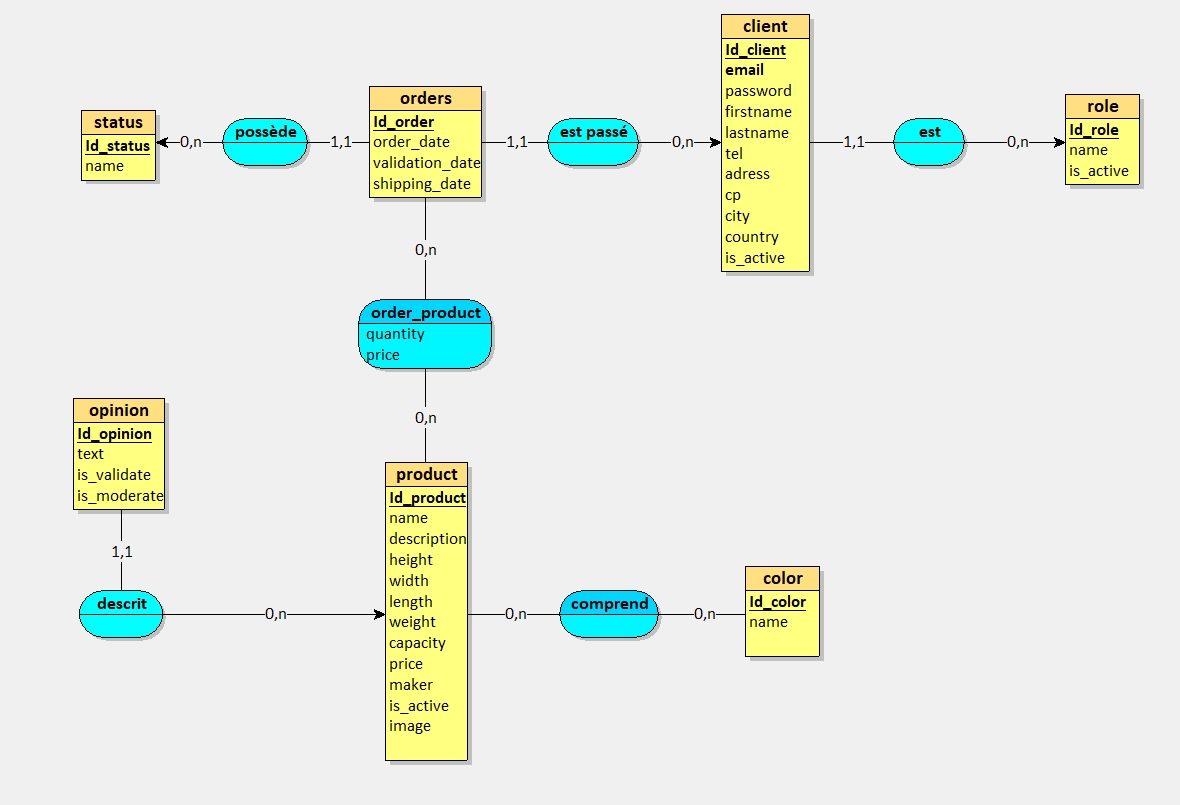 client
Id_client
email
password
firstname
lastname
tel
adress
cp
city
country
is_active
orders
Id_order
order_date
validation_date
shipping_date
role
Id_role
name
is_active
status
Id_status
name
0,n
possède
1,1
1,1
est passé
0,n
1,1
est
0,n
0,n
order_product
quantity
price
0,n
opinion
Id_opinion
text
is_validate
is_moderate
1,1
descrit
0,n
product
Id_product
name
description
height
width
length
weight
capacity
price
maker
is_active
image
0,n
comprend
0,n
color
Id_color
name